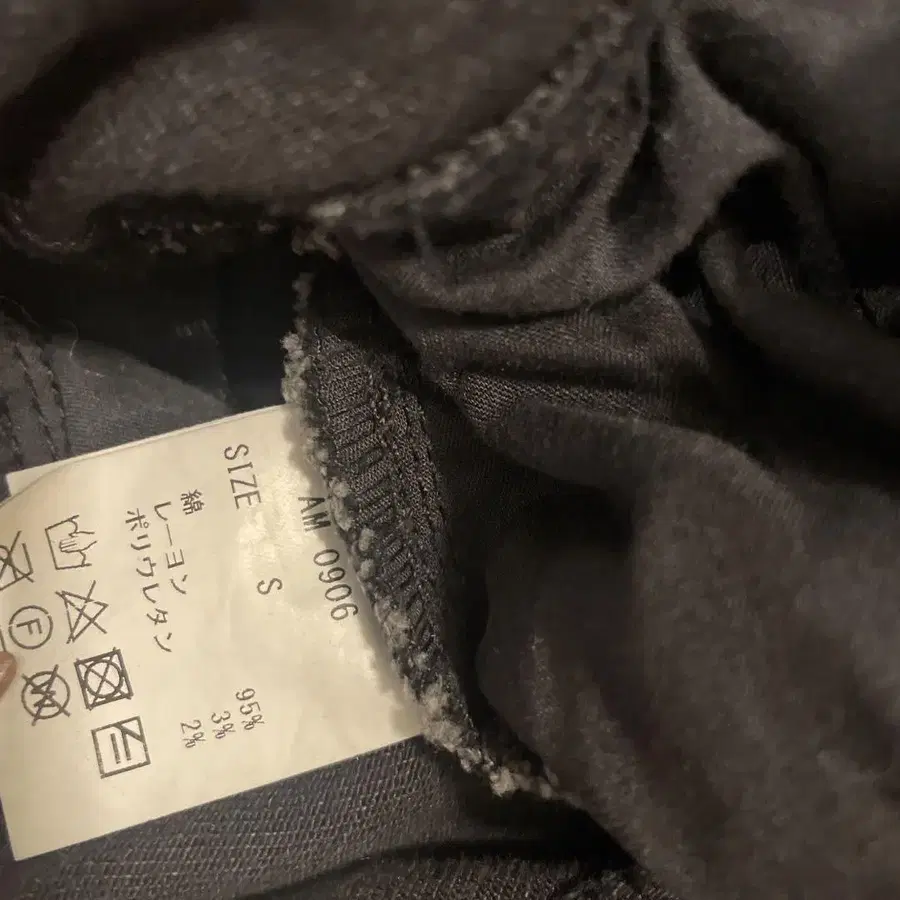 AM 0906
SIZE S
綿 95%
レーヨン 3%
ポリウレタン 2%
F
W